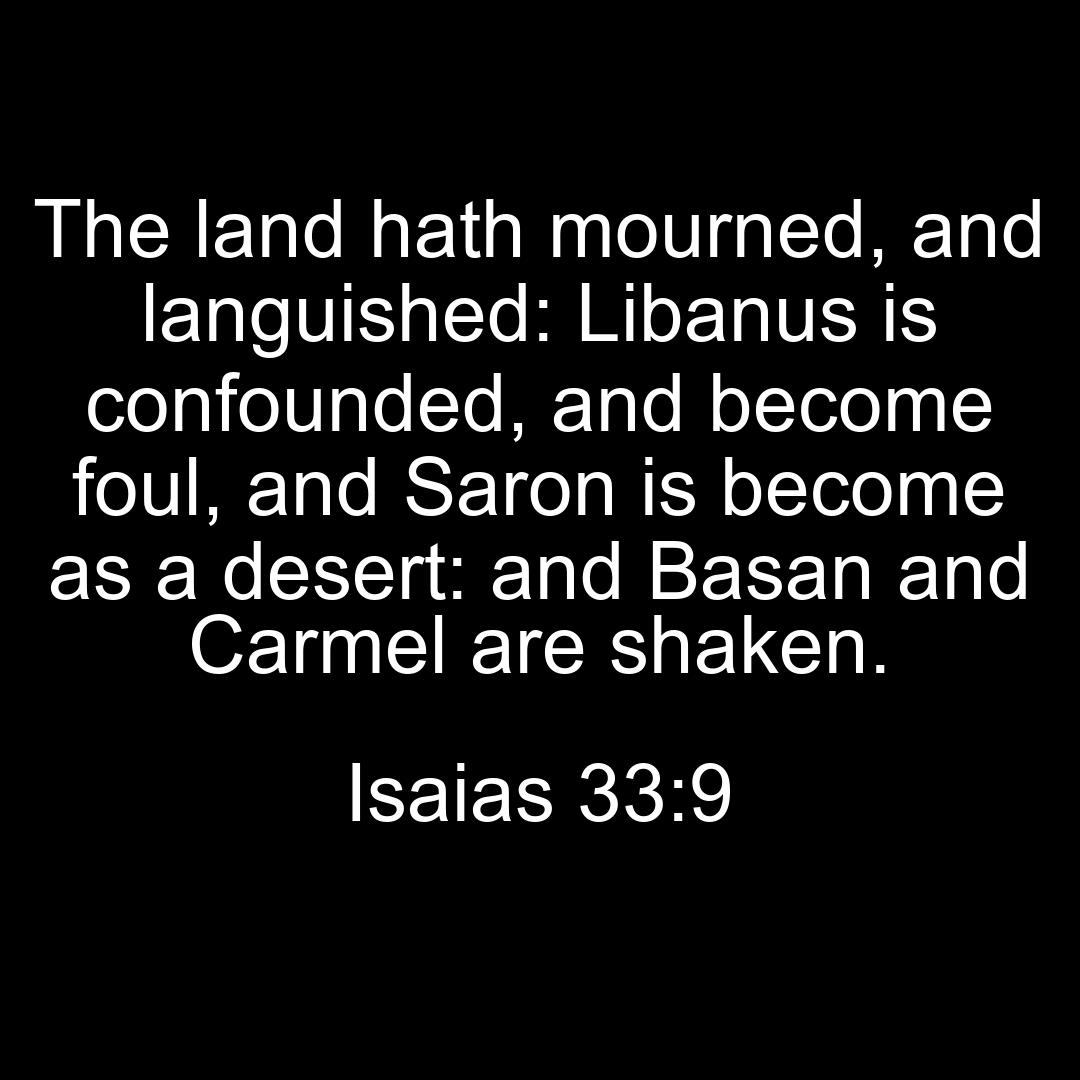 The land hath mourned, and
languished: Libanus is
confounded, and become
foul, and Saron is become
as a desert: and Basan and
Carmel are shaken.
Isaias 33:9